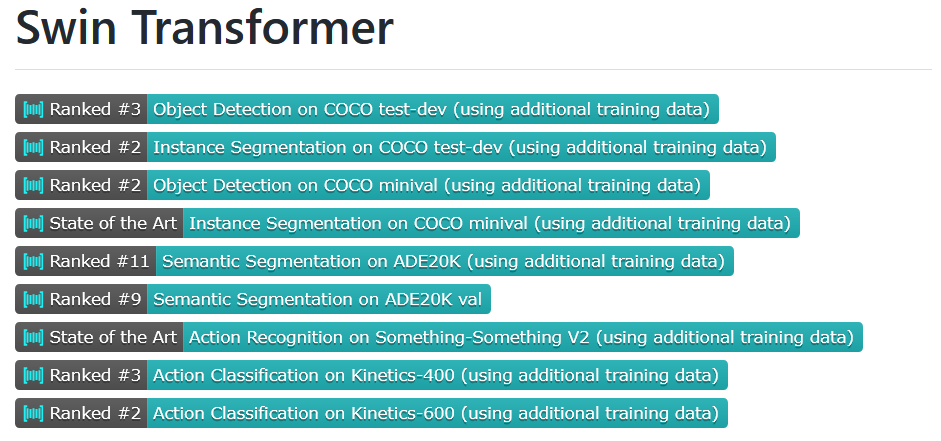 Swin Transformer
Ranked #3 Object Detection on COCO test-dev (using additional training data)
Ranked #2 Instance Segmentation on COCO test-dev (using additional training data)
Ranked #2 Object Detection on COCO minival (using additional training data)
State of the Art Instance Segmentation on COCO minival (using additional training data)
Ranked #11 Semantic Segmentation on ADE20K (using additional training data)
Ranked #9 Semantic Segmentation on ADE20K val
State of the Art Action Recognition on Something-Something V2 (using additional training data)
Ranked #3 Action Classification on Kinetics-400 (using additional training data)
Ranked #2 Action Classification on Kinetics-600 (using additional training data)